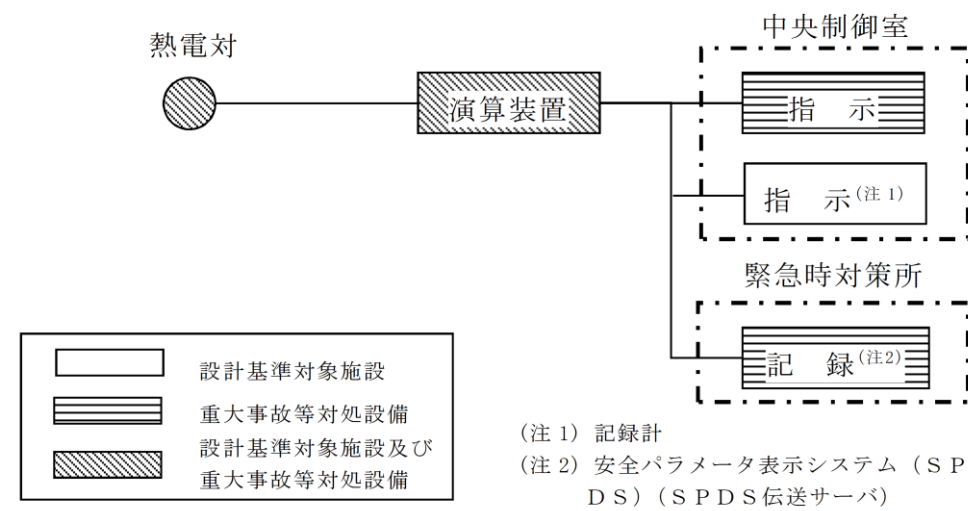 中央制御室
熱電対
演算装置
指　示
指　示(注 1)
緊急時対策所
記　録(注2)
設計基準対象施設
重大事故等対処設備
設計基準対象施設及び
重大事故等対処設備
(注 1) 記録計
(注 2) 安全パラメータ表示システム（ＳＰ
ＤＳ）（ＳＰＤＳ伝送サーバ）